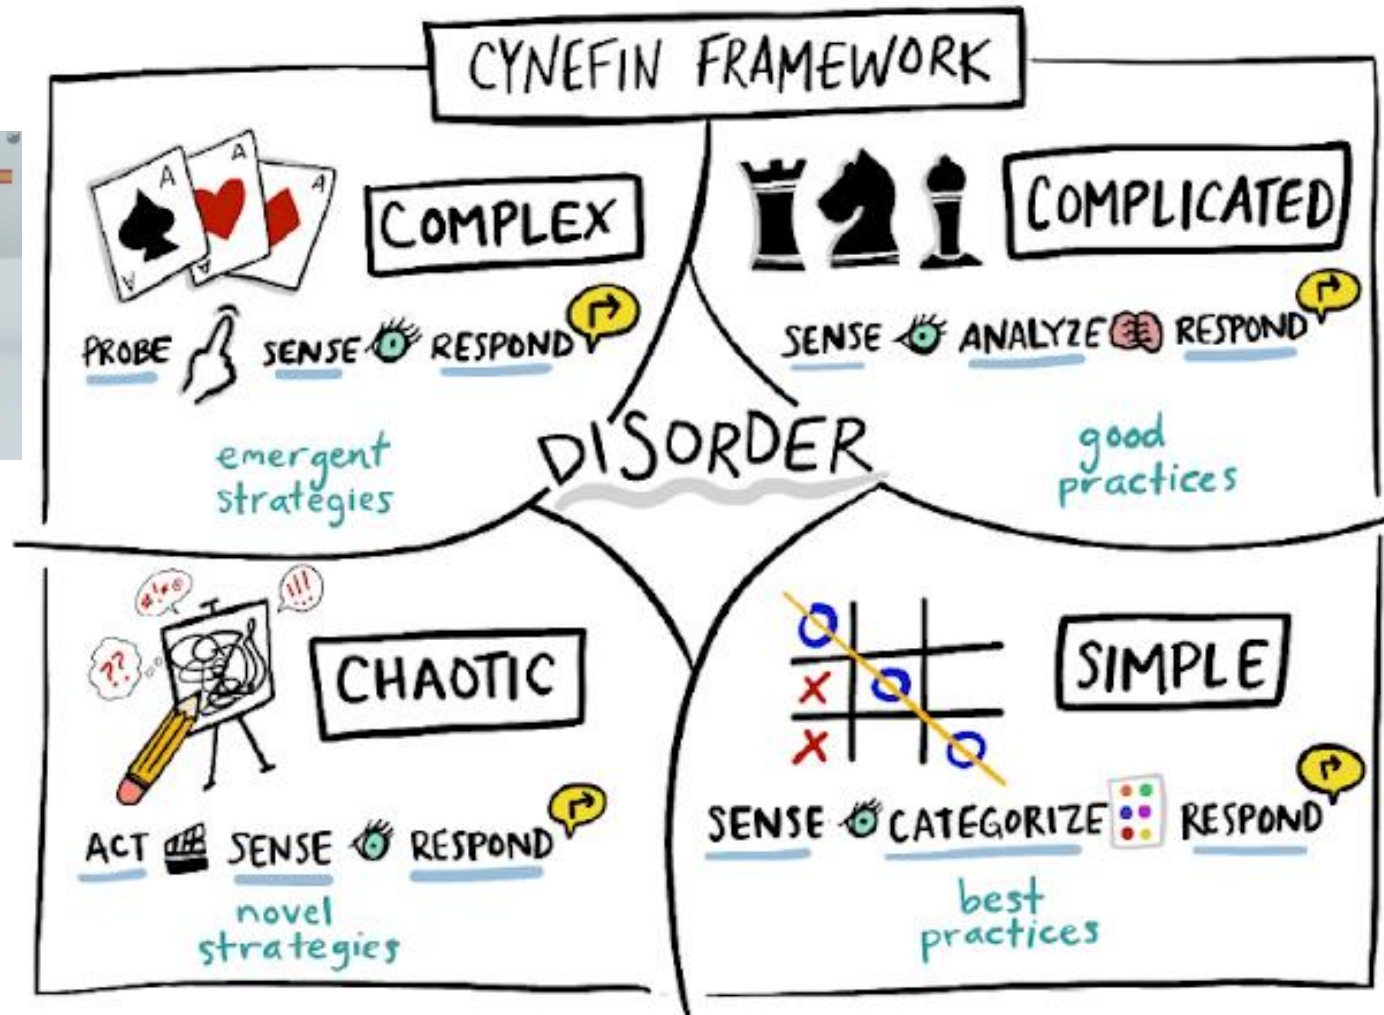 CYNEFIN FRAMEWORK
A
A
A
A
A
COMPLEX
PROBE SENSE RESPOND
emergent
strategies
COMPLICATED
SENSE ANALYZE RESPOND
good
practices
DISORDER
#!*@
!!!
??
CHAOTIC
ACT SENSE RESPOND
novel
strategies
O
X O
X O
SIMPLE
SENSE CATEGORIZE RESPOND
best
practices